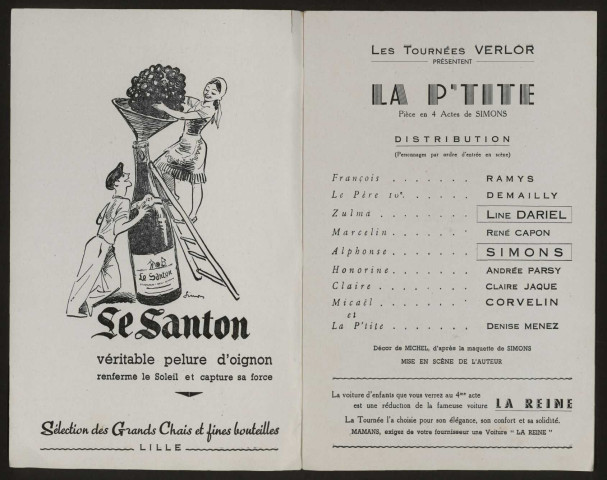 Le Santon
Simon
Le Santon
véritable pelure d'oignon
renferme le Soleil et capture sa force
Sélection des Grands Chais et fines bouteilles
LILLE
LES TOURNÉES VERLOR
PRÉSENTENT
LA P'TITE
Pièce en 4 Actes de SIMONS
DISTRIBUTION
(Personnages par ordre d'entrée en scène)
François . . . . . . . RAMYS
Le Père . . . . . . DEMAILLY
Zulma . . . . . . . . LINE DARIEL
Marcelin . . . . . . . RENÉ CAPON
Alphonse . . . . . . . SIMONS
Honorine . . . . . . . ANDRÉE PARSY
Claire . . . . . . . . CLAIRE JAQUE
Micaël . . . . . . . . CORVELIN
et
La P'tite . . . . . . . DENISE MENEZ
Décor de MICHEL, d'après la maquette de SIMONS
MISE EN SCÈNE DE L'AUTEUR
La voiture d'enfants que vous verrez au 4me acte
est une réduction de la fameuse voiture LA REINE
La Tournée l'a choisie pour son élégance, son confort et sa solidité.
MAMANS, exigez de votre fournisseur une Voiture "LA REINE"